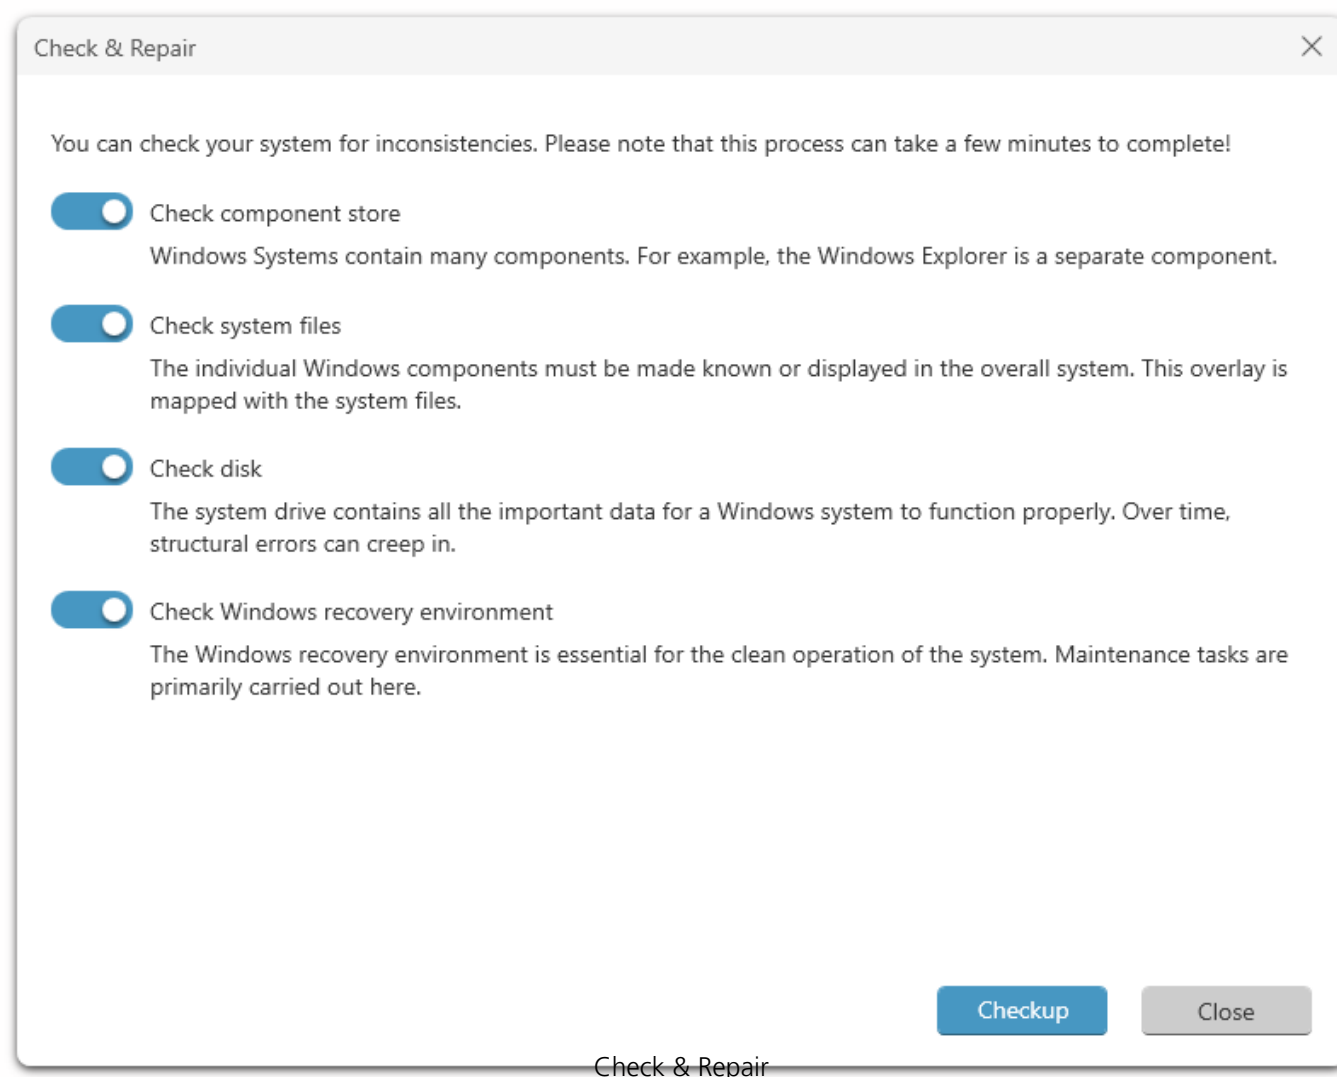 Check & Repair
You can check your system for inconsistencies. Please note that this process can take a few minutes to complete!
Check component store
Windows Systems contain many components. For example, the Windows Explorer is a separate component.
Check system files
The individual Windows components must be made known or displayed in the overall system. This overlay is
mapped with the system files.
Check disk
The system drive contains all the important data for a Windows system to function properly. Over time,
structural errors can creep in.
Check Windows recovery environment
The Windows recovery environment is essential for the clean operation of the system. Maintenance tasks are
primarily carried out here.
Checkup
Close
Check & Repair